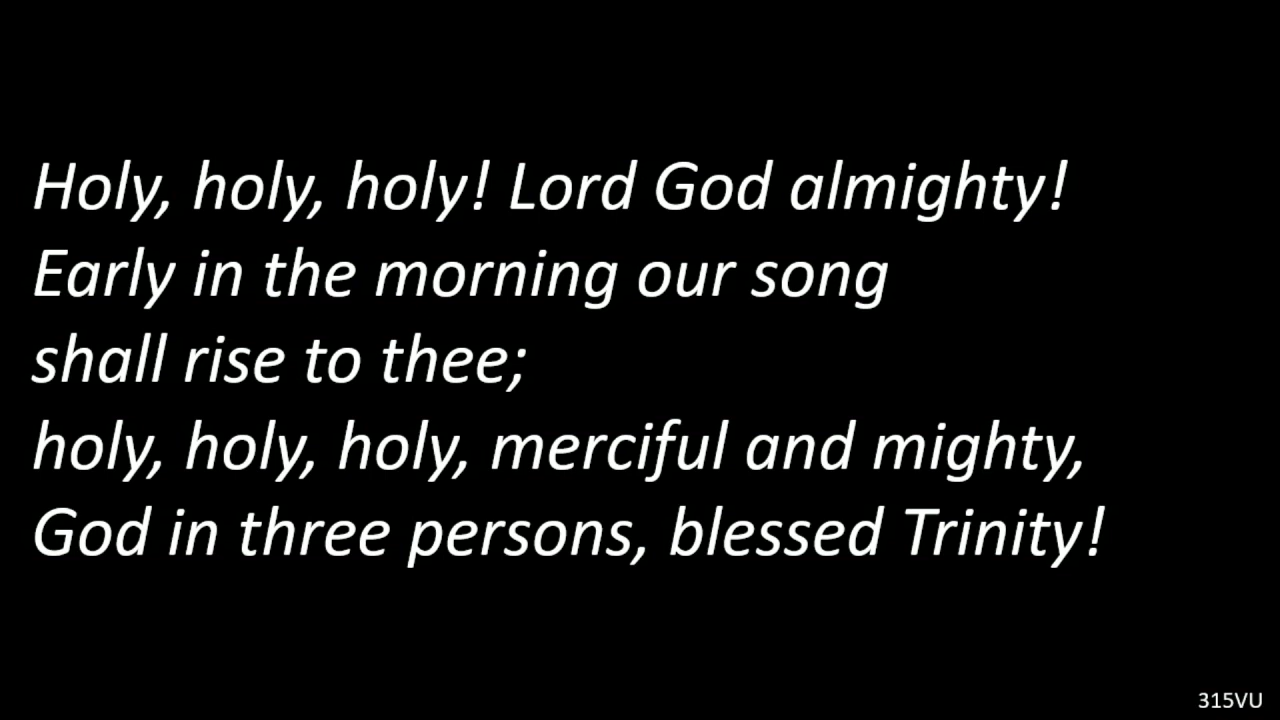 Holy, holy, holy! Lord God almighty!
Early in the morning our song
shall rise to thee;
holy, holy, holy, merciful and mighty,
God in three persons, blessed Trinity!
315VU